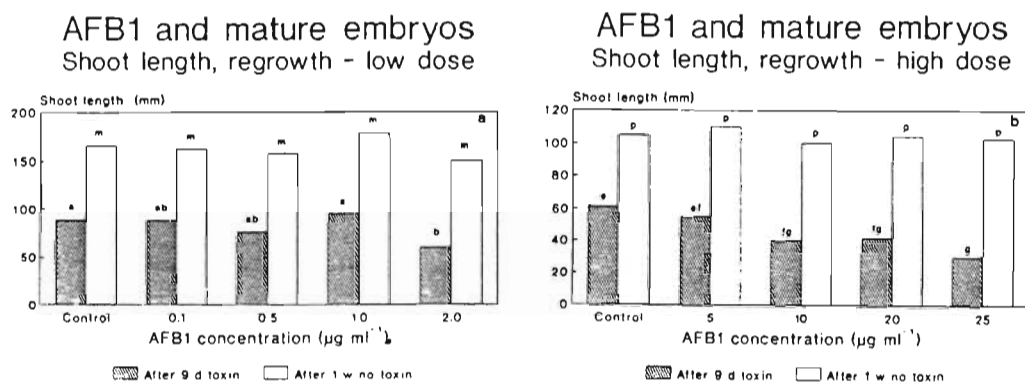 AFB1 and mature embryos
Shoot length, regrowth - low dose
Shoot length (mm)
a
200
150
100
50
0
m
m
m
m
m
a
ab
ab
a
b
Control
0.1
0.5
1.0
2.0
AFB1 concentration (µg ml⁻¹)
After 9 d toxin
After 1 w no toxin
AFB1 and mature embryos
Shoot length, regrowth - high dose
Shoot length (mm)
b
120
100
80
60
40
20
0
p
p
p
p
p
e
ef
fg
fg
g
Control
5
10
20
25
AFB1 concentration (µg ml⁻¹)
After 9 d toxin
After 1 w no toxin